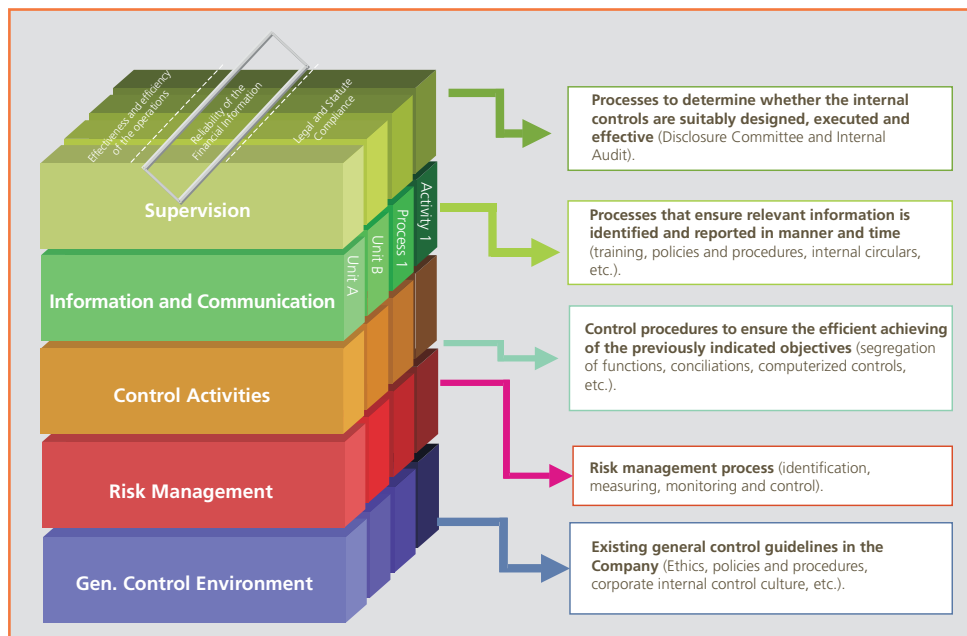 Effectiveness and efficiency
of the operations
Reliability of the
Financial Information
Legal and Statute
Compliance
Supervision
Information and Communication
Control Activities
Risk Management
Gen. Control Environment
Unit A
Unit B
Process 1
Activity 1
Processes to determine whether the internal
controls are suitably designed, executed and
effective (Disclosure Committee and Internal
Audit).
Processes that ensure relevant information is
identified and reported in manner and time
(training, policies and procedures, internal circulars,
etc.).
Control procedures to ensure the efficient achieving
of the previously indicated objectives (segregation
of functions, conciliations, computerized controls,
etc.).
Risk management process (identification,
measuring, monitoring and control).
Existing general control guidelines in the
Company (Ethics, policies and procedures,
corporate internal control culture, etc.).